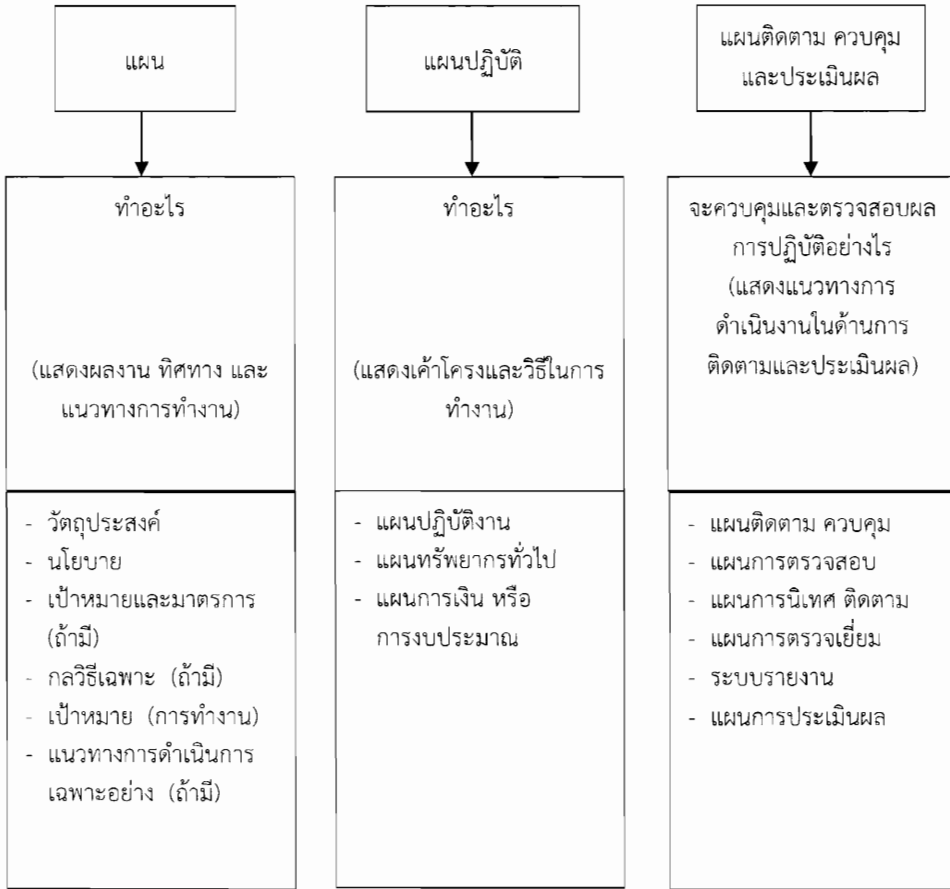 แผน
แผนปฏิบัติ
แผนติดตาม ควบคุม
และประเมินผล
ทำอะไร
(แสดงผลงาน ทิศทาง และ
แนวทางการทำงาน)
ทำอะไร
(แสดงเค้าโครงและวิธีในการ
ทำงาน)
จะควบคุมและตรวจสอบผล
การปฏิบัติอย่างไร
(แสดงแนวทางการ
ดำเนินงานในด้านการ
ติดตามและประเมินผล)
- วัตถุประสงค์
- นโยบาย
- เป้าหมายและมาตรการ
(ถ้ามี)
- กลวิธีเฉพาะ (ถ้ามี)
- เป้าหมาย (การทำงาน)
- แนวทางการดำเนินการ
เฉพาะอย่าง (ถ้ามี)
- แผนปฏิบัติงาน
- แผนทรัพยากรทั่วไป
- แผนการเงิน หรือ
การงบประมาณ
- แผนติดตาม ควบคุม
- แผนการตรวจสอบ
- แผนการนิเทศ ติดตาม
- แผนการตรวจเยี่ยม
- ระบบรายงาน
- แผนการประเมินผล